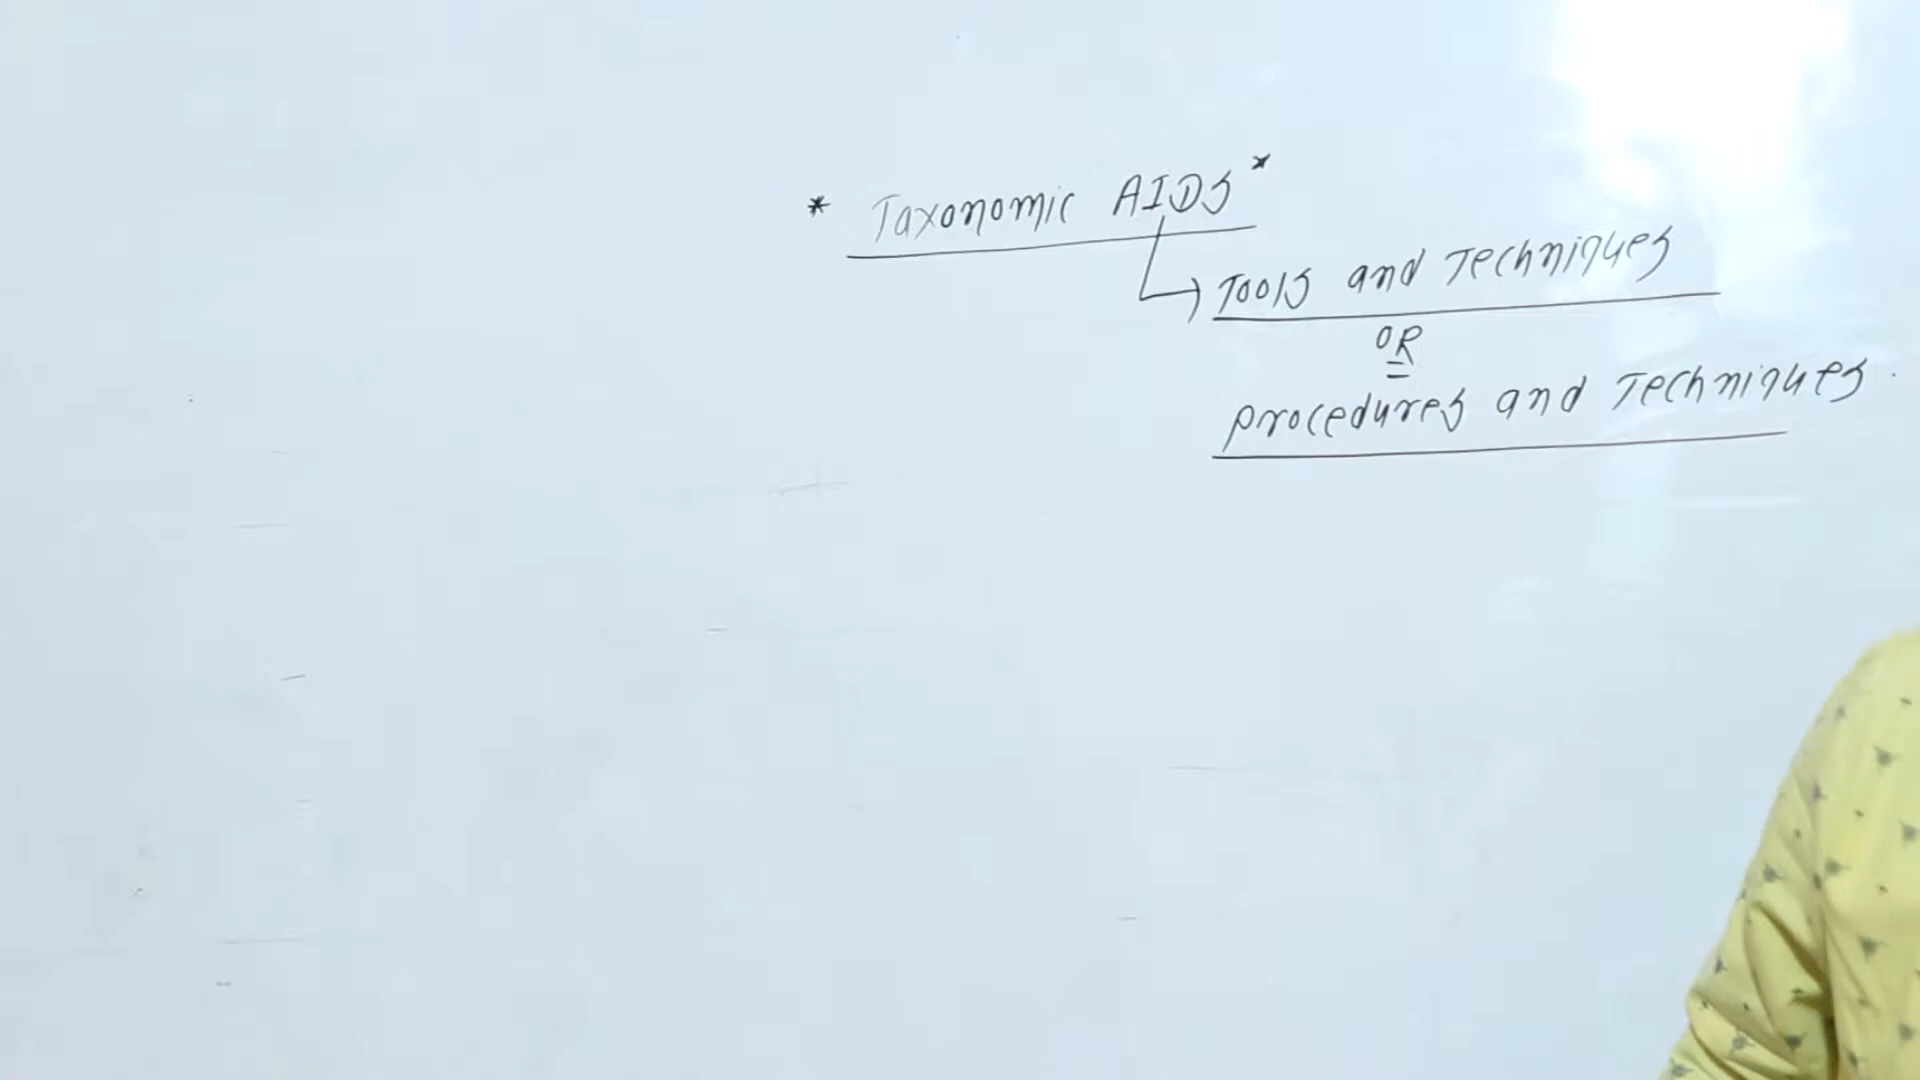 * Taxonomic AIDS *
Tools and Techniques
OR
procedures and Techniques.